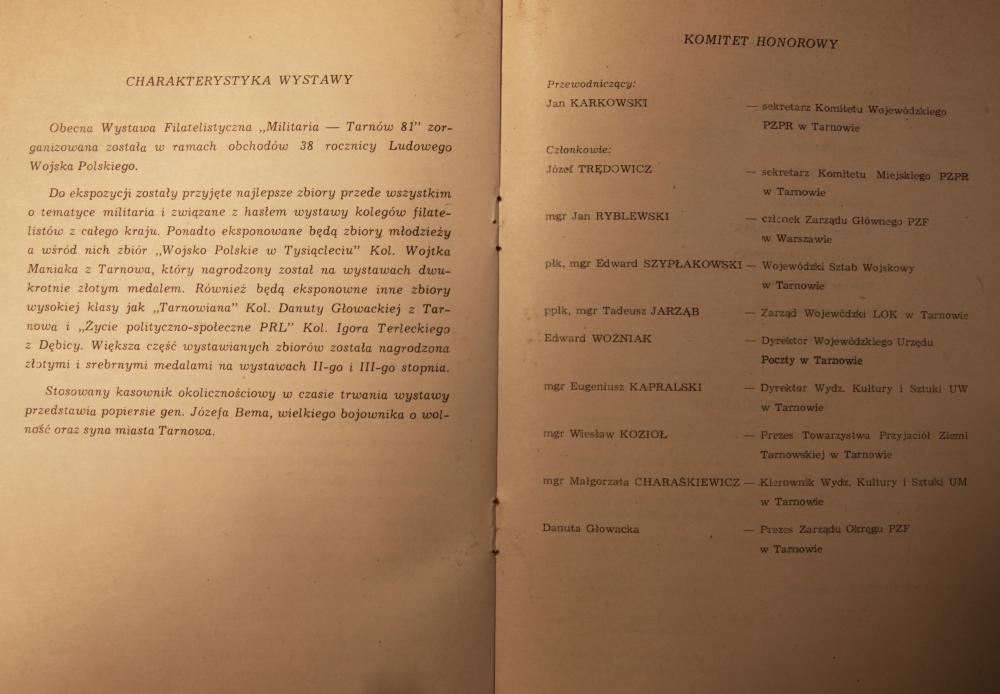 CHARAKTERYSTYKA WYSTAWY
Obecna Wystawa Filatelistyczna „Militaria — Tarnów 81" zor-
ganizowana została w ramach obchodów 38 rocznicy Ludowego
Wojska Polskiego.
Do ekspozycji zostały przyjęte najlepsze zbiory przede wszystkim
o tematyce militaria i związane z hasłem wystawy kolegów filate-
listów z całego kraju. Ponadto eksponowane będą zbiory młodzieży
a wśród nich zbiór „Wojsko Polskie w Tysiącleciu" Kol. Wojtka
Maniaka z Tarnowa, który nagrodzony został na wystawach dwu-
krotnie złotym medalem. Również będą eksponowne inne zbiory
wysokiej klasy jak „Tarnowiana" Kol. Danuty Głowackiej z Tar-
nowa i „Życie polityczno-społeczne PRL" Kol. Igora Terleckiego
z Dębicy. Większa część wystawianych zbiorów została nagrodzona
złotymi i srebrnymi medalami na wystawach II-go i III-go stopnia.
Stosowany kasownik okolicznościowy w czasie trwania wystawy
przedstawia popiersie gen. Józefa Bema, wielkiego bojownika o wol-
ność oraz syna miasta Tarnowa.
KOMITET HONOROWY
Przewodniczący:
Jan KARKOWSKI — sekretarz Komitetu Wojewódzkiego
PZPR w Tarnowie
Członkowie:
Józef TRĘDOWICZ — sekretarz Komitetu Miejskiego PZPR
w Tarnowie
mgr Jan RYBLEWSKI — członek Zarządu Głównego PZF
w Warszawie
płk, mgr Edward SZYPŁAKOWSKI — Wojewódzki Sztab Wojskowy
w Tarnowie
ppłk, mgr Tadeusz JARZĄB — Zarząd Wojewódzki LOK w Tarnowie
Edward WOŹNIAK — Dyrektor Wojewódzkiego Urzędu
Poczty w Tarnowie
mgr Eugeniusz KAPRALSKI — Dyrektor Wydz. Kultury i Sztuki UW
w Tarnowie
mgr Wiesław KOZIOŁ — Prezes Towarzystwa Przyjaciół Ziemi
Tarnowskiej w Tarnowie
mgr Małgorzata CHARAŚKIEWICZ — Kierownik Wydz. Kultury i Sztuki UM
w Tarnowie
Danuta Głowacka — Prezes Zarządu Okręgu PZF
w Tarnowie